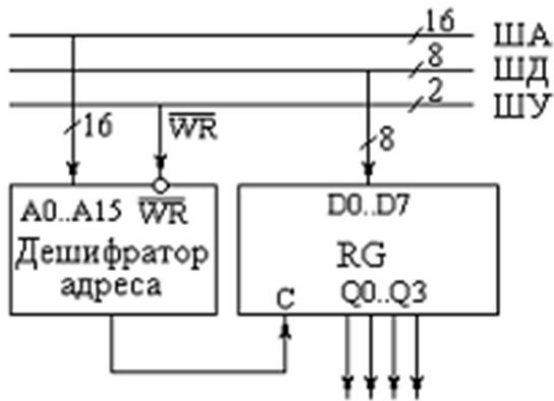 16 ША
8 ШД
2 ШУ
16 WR
8
A0..A15 WR
D0..D7
Дешифратор
адреса
RG
C Q0..Q3